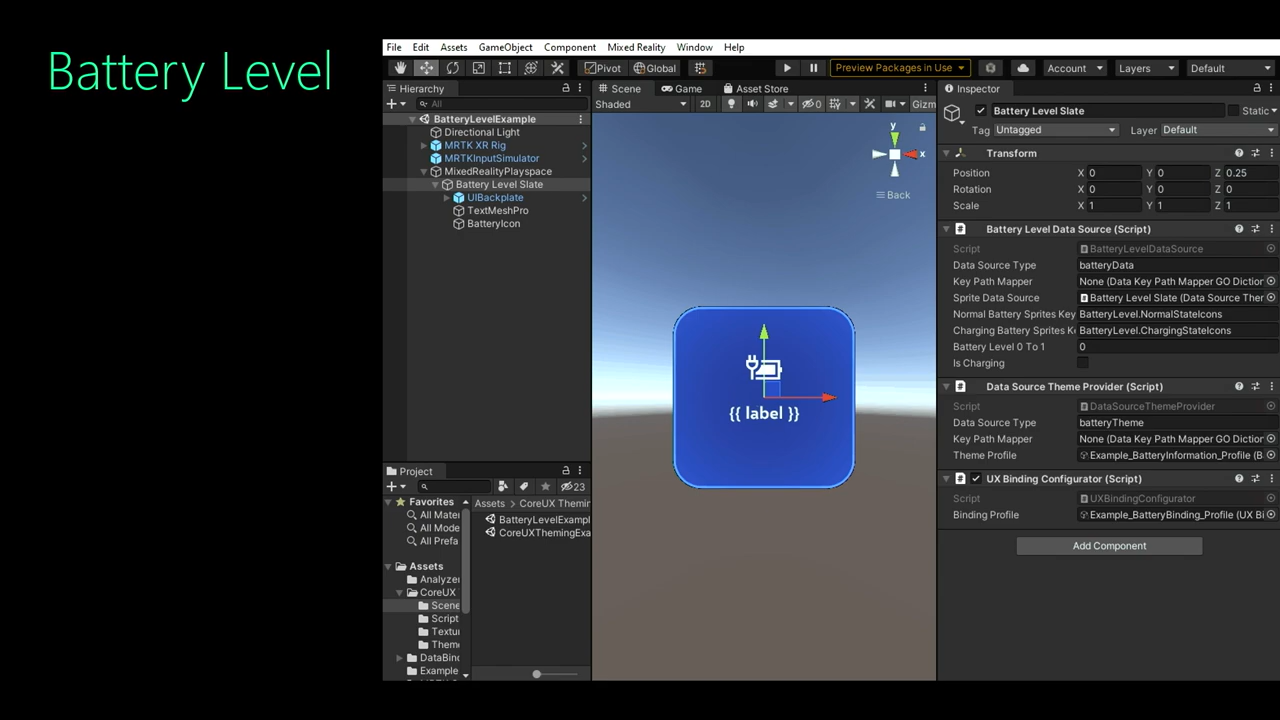 Battery Level
File Edit Assets GameObject Component Mixed Reality Window Help
Pivot Global Preview Packages in Use Account Layers Default
Hierarchy
All
BatteryLevelExample
Directional Light
MRTK XR Rig
MRTKInputSimulator
MixedRealityPlayspace
Battery Level Slate
UIBackplate
TextMeshPro
BatteryIcon
Scene Game Asset Store
Shaded 2D 0 Gizm
y
x
Back
{{ label }}
Project
23
Favorites
All Mater
All Mode
All Prefa
Assets
Analyze
CoreUX
Scene
Script
Textu
Them
DataBind
Example
Assets > CoreUX Themin
BatteryLevelExampl
CoreUXThemingExa
Inspector
Battery Level Slate Static
Tag Untagged Layer Default
Transform
Position X 0 Y 0 Z 0.25
Rotation X 0 Y 0 Z 0
Scale X 1 Y 1 Z 1
Battery Level Data Source (Script)
Script BatteryLevelDataSource
Data Source Type batteryData
Key Path Mapper None (Data Key Path Mapper GO Diction
Sprite Data Source Battery Level Slate (Data Source Ther
Normal Battery Sprites Key BatteryLevel.NormalStateIcons
Charging Battery Sprites Ke BatteryLevel.ChargingStateIcons
Battery Level 0 To 1 0
Is Charging
Data Source Theme Provider (Script)
Script DataSourceThemeProvider
Data Source Type batteryTheme
Key Path Mapper None (Data Key Path Mapper GO Diction
Theme Profile Example_BatteryInformation_Profile (B
UX Binding Configurator (Script)
Script UXBindingConfigurator
Binding Profile Example_BatteryBinding_Profile (UX Bi
Add Component